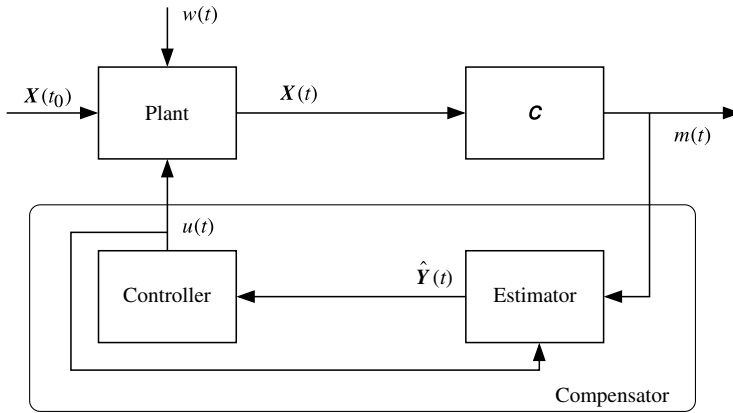 w(t)
X(t₀)
Plant
X(t)
C
m(t)
u(t)
Controller
Ŷ(t)
Estimator
Compensator